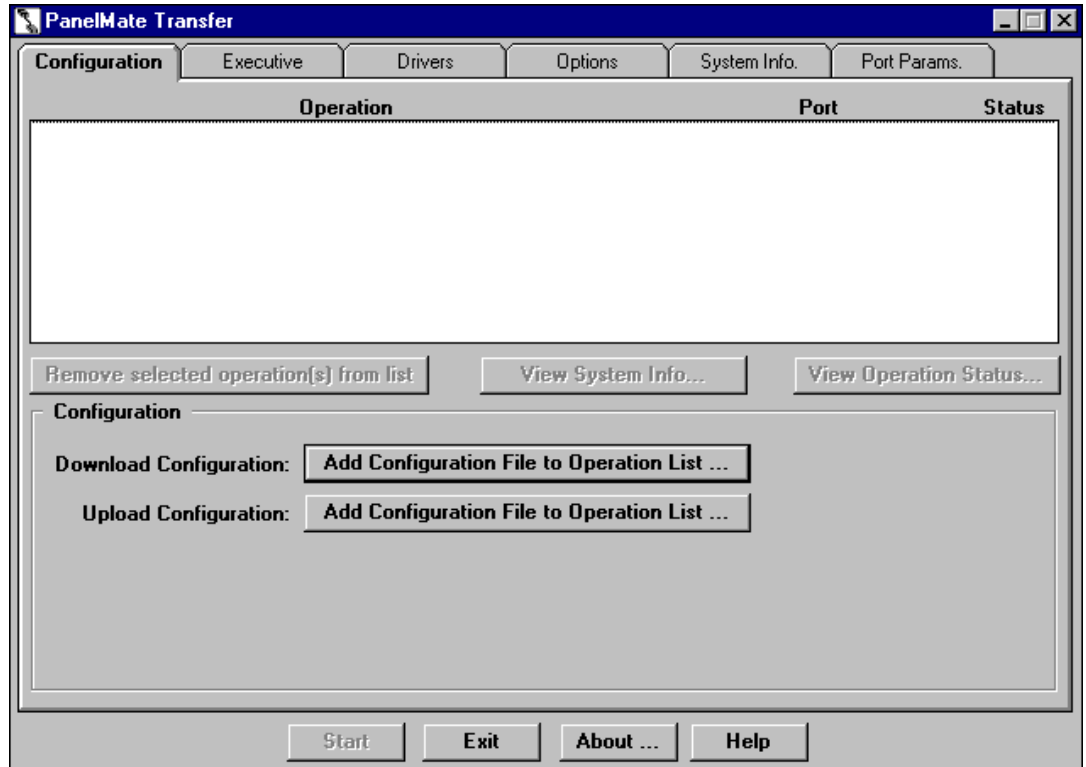 PanelMate Transfer
Configuration Executive Drivers Options System Info. Port Params.
Operation Port Status
Remove selected operation(s) from list View System Info... View Operation Status...
Configuration
Download Configuration: Add Configuration File to Operation List ...
Upload Configuration: Add Configuration File to Operation List ...
Start Exit About ... Help